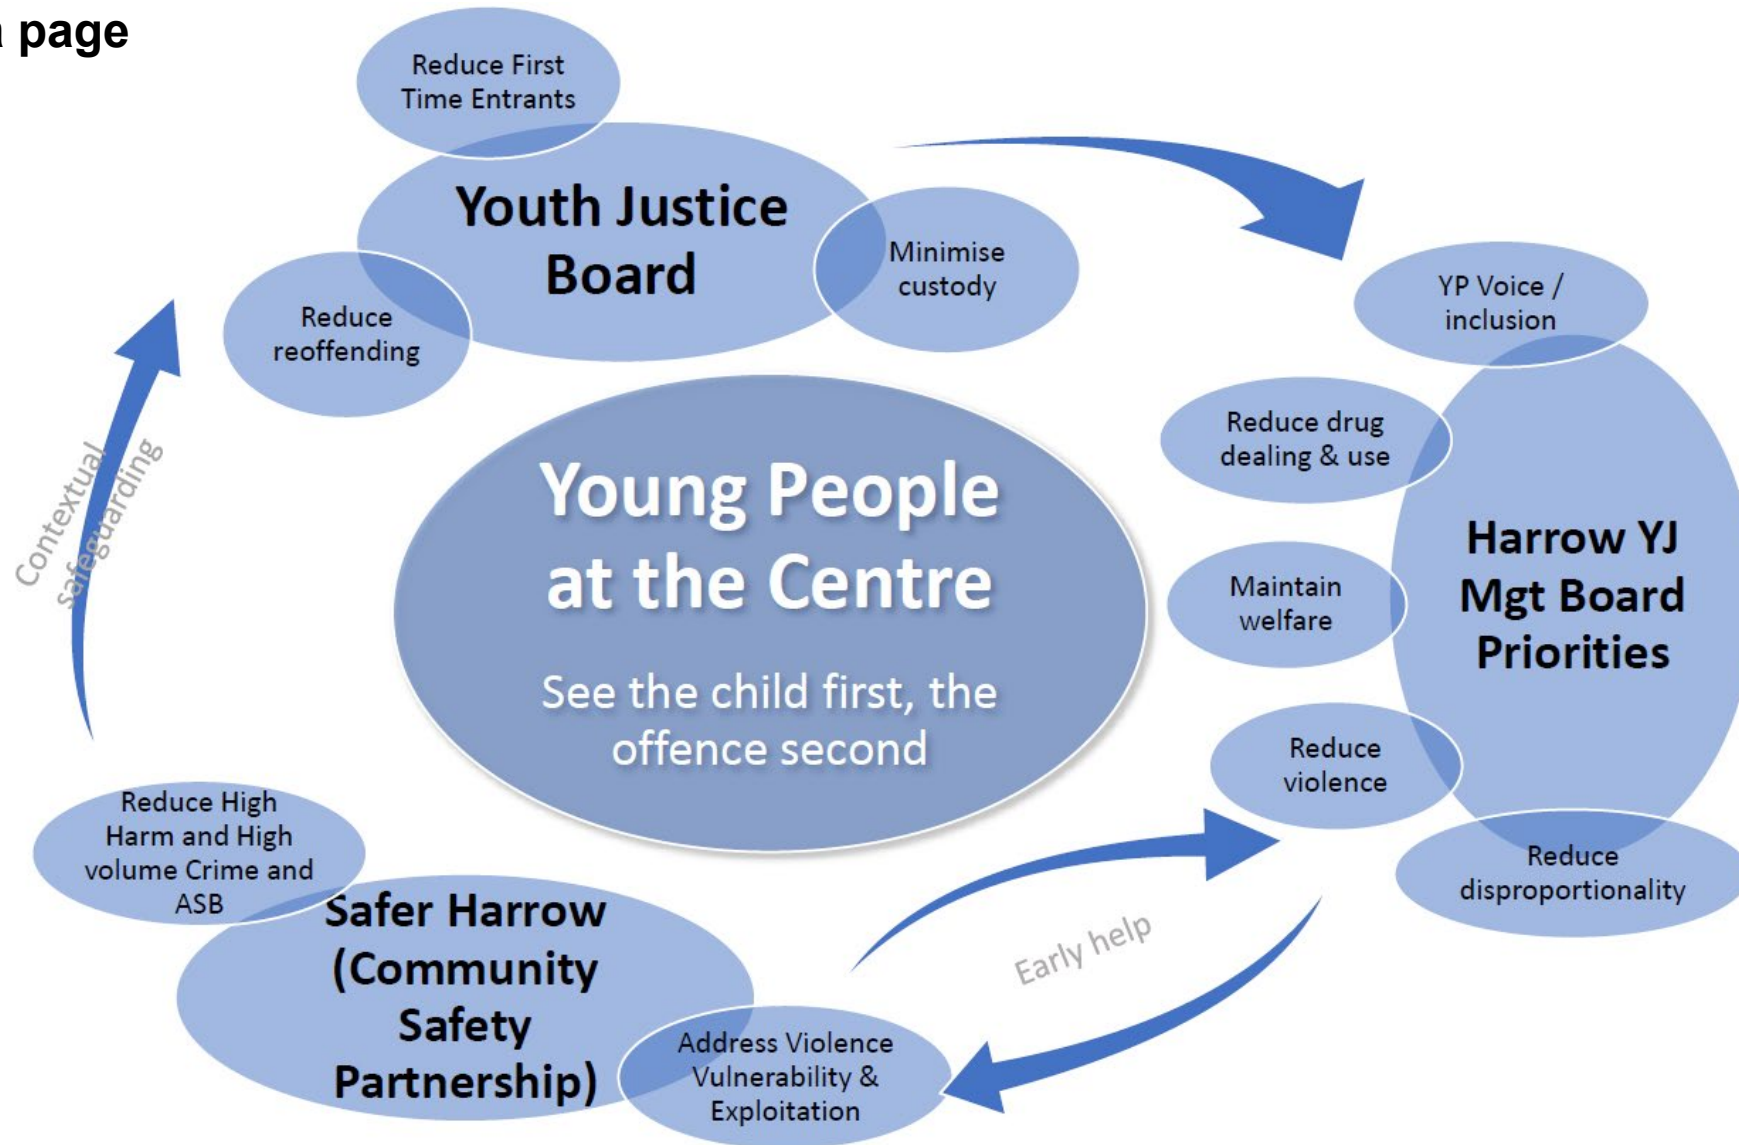 page
Reduce First
Time Entrants
Youth Justice
Board
Minimise
custody
Reduce
reoffending
YP Voice /
inclusion
Reduce drug
dealing & use
Maintain
welfare
Reduce
violence
Reduce
disproportionality
Harrow YJ
Mgt Board
Priorities
Young People
at the Centre
See the child first, the
offence second
Contextual
safeguarding
Reduce High
Harm and High
volume Crime and
ASB
Safer Harrow
(Community
Safety
Partnership)
Address Violence
Vulnerability &
Exploitation
Early help